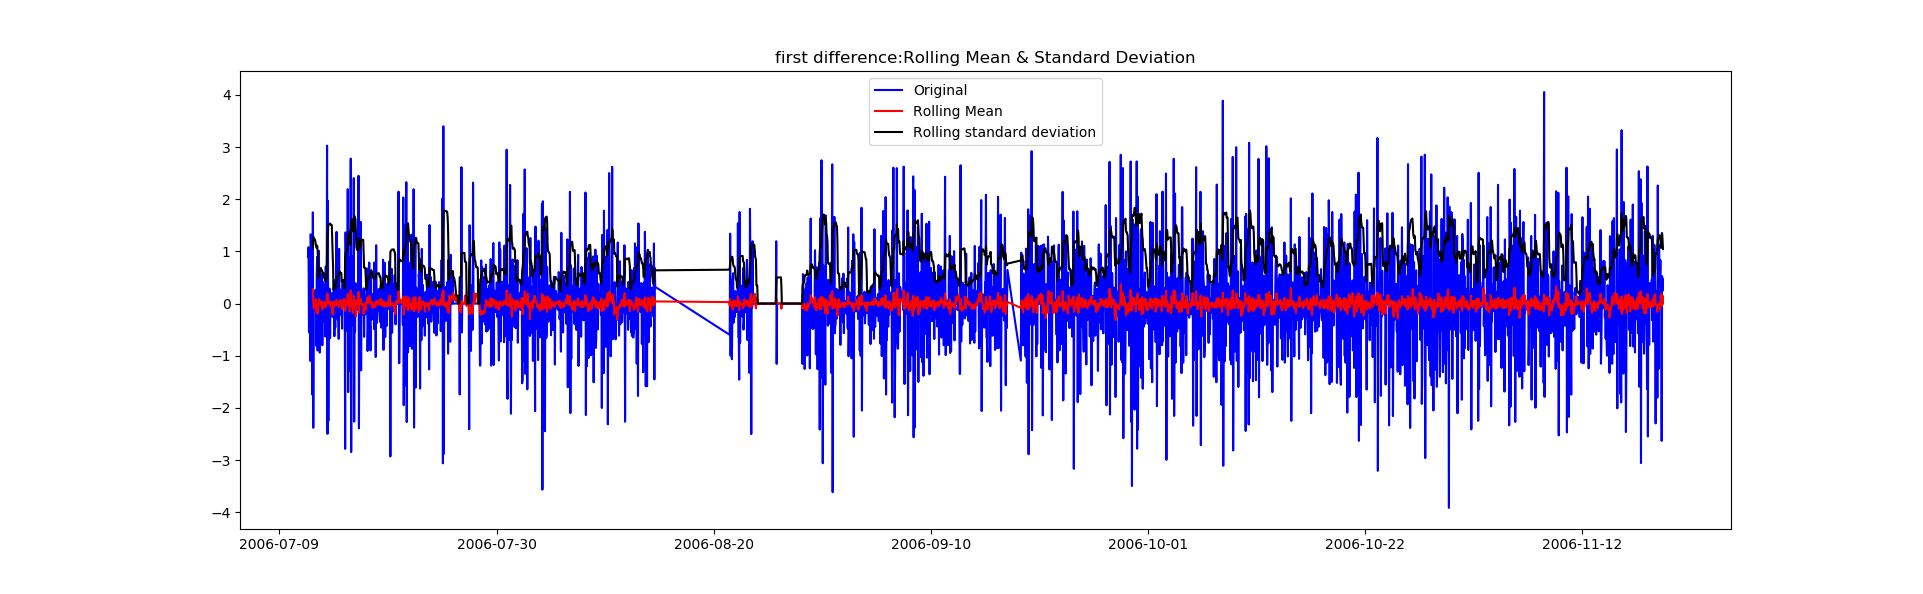 first difference:Rolling Mean & Standard Deviation
Original
Rolling Mean
Rolling standard deviation
4
3
2
1
0
−1
−2
−3
−4
2006-07-09 2006-07-30 2006-08-20 2006-09-10 2006-10-01 2006-10-22 2006-11-12